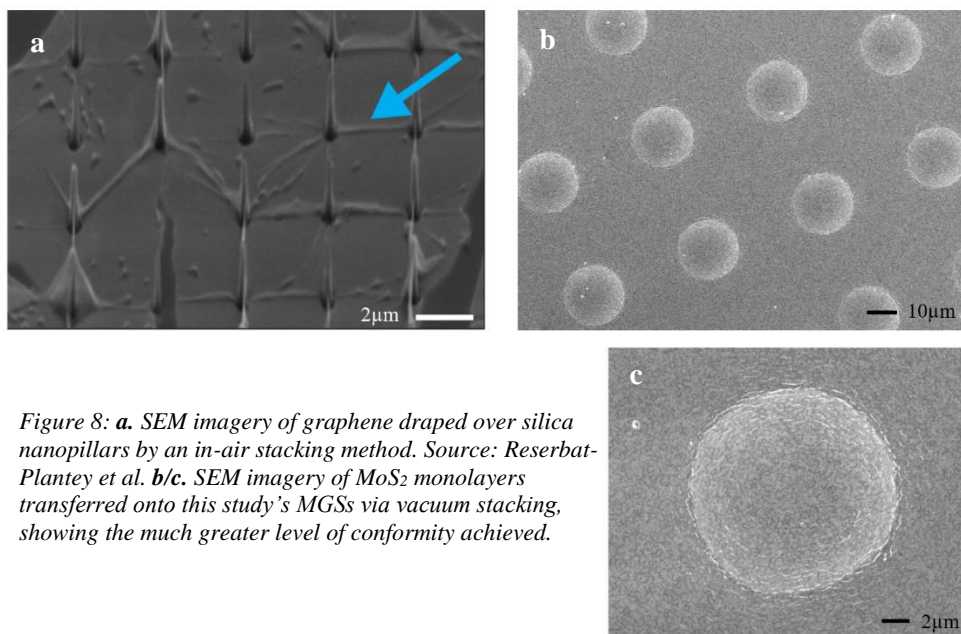 a
2µm
b
10µm
c
2µm
Figure 8: a. SEM imagery of graphene draped over silica
nanopillars by an in-air stacking method. Source: Reserbat-
Plantey et al. b/c. SEM imagery of MoS₂ monolayers
transferred onto this study’s MGSs via vacuum stacking,
showing the much greater level of conformity achieved.